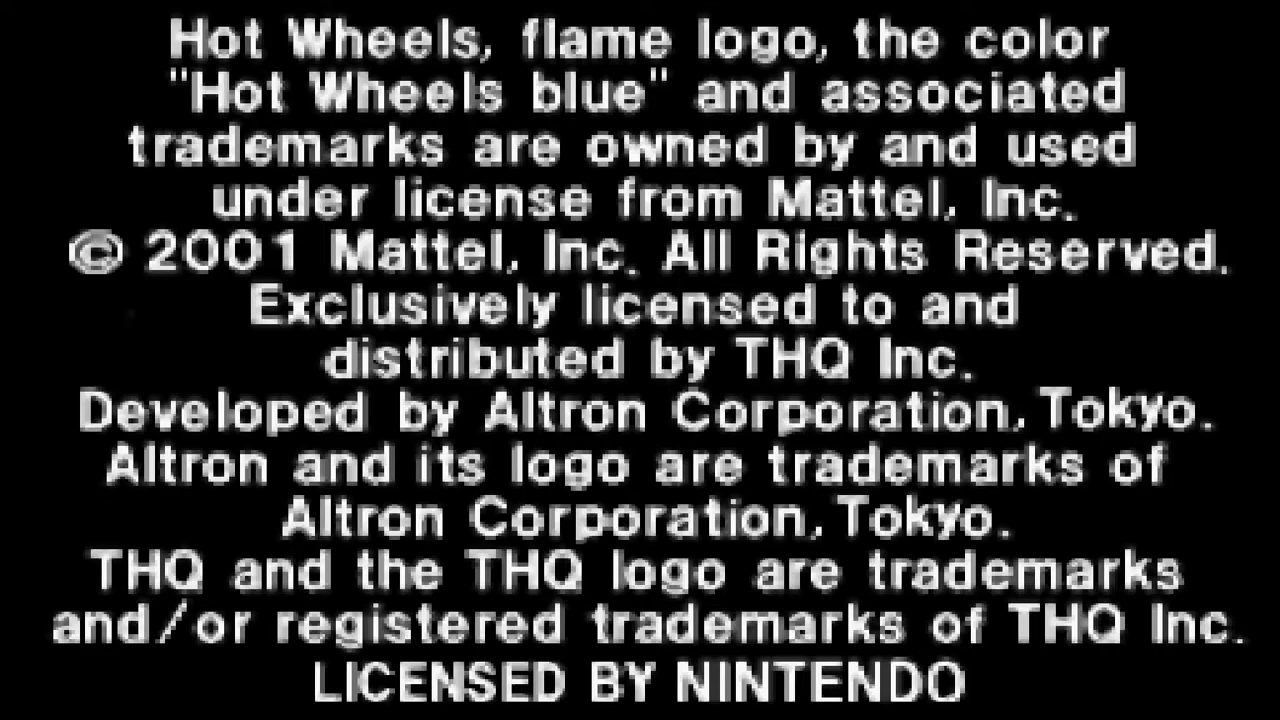 Hot Wheels, flame logo, the color
"Hot Wheels blue" and associated
trademarks are owned by and used
under license from Mattel, Inc.
© 2001 Mattel, Inc. All Rights Reserved.
Exclusively licensed to and
distributed by THQ Inc.
Developed by Altron Corporation, Tokyo.
Altron and its logo are trademarks of
Altron Corporation, Tokyo.
THQ and the THQ logo are trademarks
and/or registered trademarks of THQ Inc.
LICENSED BY NINTENDO